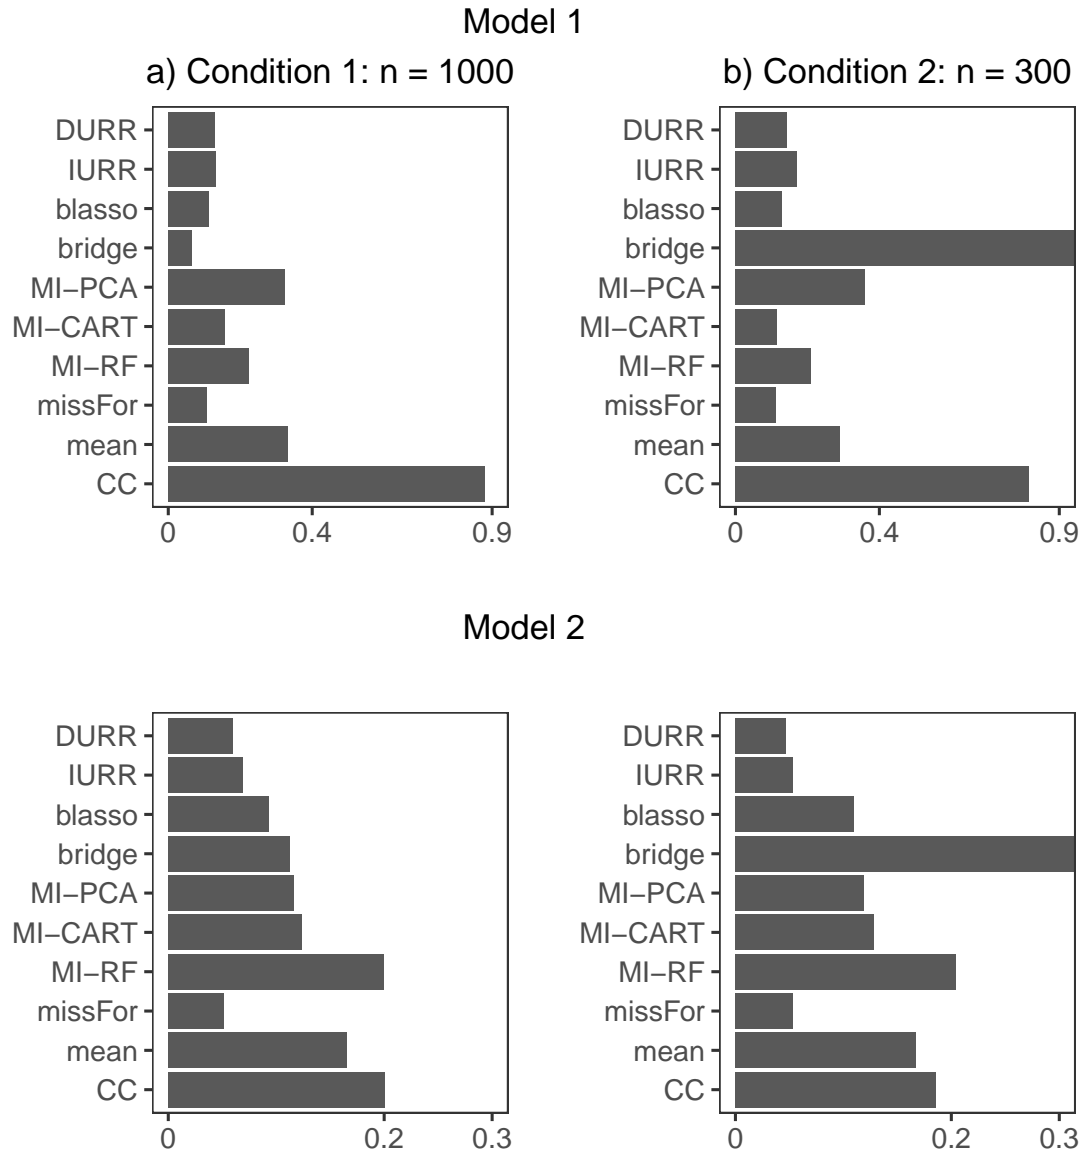 Model 1
a) Condition 1: n = 1000
b) Condition 2: n = 300
DURR
IURR
blasso
bridge
MI−PCA
MI−CART
MI−RF
missFor
mean
CC
0 0.4 0.9
DURR
IURR
blasso
bridge
MI−PCA
MI−CART
MI−RF
missFor
mean
CC
0 0.4 0.9
Model 2
DURR
IURR
blasso
bridge
MI−PCA
MI−CART
MI−RF
missFor
mean
CC
0 0.2 0.3
DURR
IURR
blasso
bridge
MI−PCA
MI−CART
MI−RF
missFor
mean
CC
0 0.2 0.3